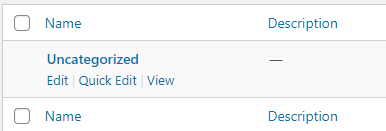 Name Description
Uncategorized —
Edit | Quick Edit | View
Name Description